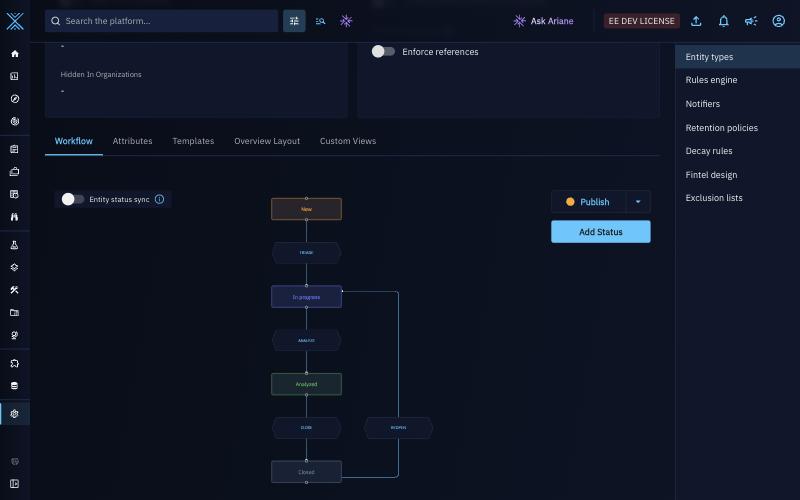 Search the platform...
Ask Ariane
EE DEV LICENSE
-
Hidden In Organizations
-
Enforce references
Entity types
Rules engine
Notifiers
Retention policies
Decay rules
Fintel design
Exclusion lists
Workflow
Attributes
Templates
Overview Layout
Custom Views
Entity status sync
Publish
Add Status
New
TRIAGE
In progress
ANALYZE
Analyzed
CLOSE
REOPEN
Closed